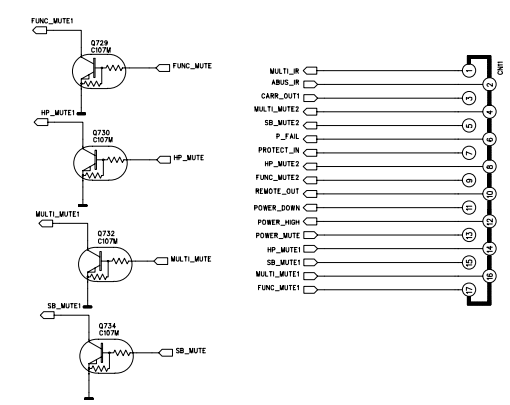 FUNC_MUTE1
Q729
C107M
FUNC_MUTE
HP_MUTE1
Q730
C107M
HP_MUTE
MULTI_MUTE1
Q732
C107M
MULTI_MUTE
SB_MUTE1
Q734
C107M
SB_MUTE
CN11
MULTI_IR 1
ABUS_IR 2
CARR_OUT1 3
MULTI_MUTE2 4
SB_MUTE2 5
P_FAIL 6
PROTECT_IN 7
HP_MUTE2 8
FUNC_MUTE2 9
REMOTE_OUT 10
POWER_DOWN 11
POWER_HIGH 12
POWER_MUTE 13
HP_MUTE1 14
SB_MUTE1 15
MULTI_MUTE1 16
FUNC_MUTE1 17